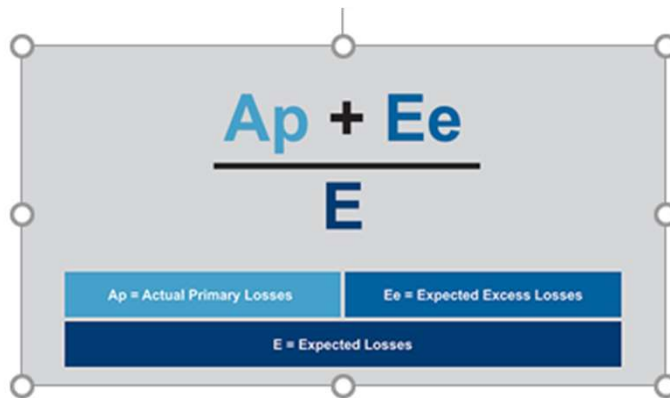 Ap + Ee
E
Ap = Actual Primary Losses
Ee = Expected Excess Losses
E = Expected Losses